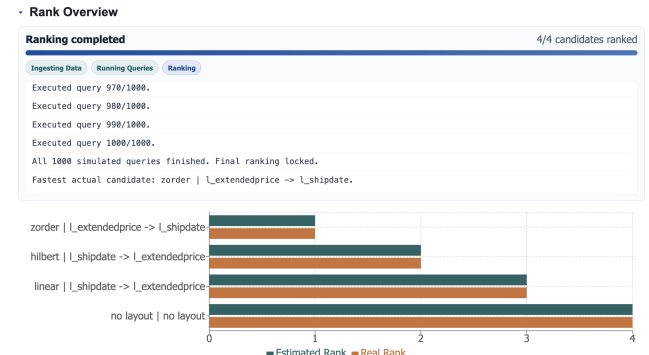 Rank Overview
Ranking completed 4/4 candidates ranked
Ingesting Data Running Queries Ranking
Executed query 970/1000.
Executed query 980/1000.
Executed query 990/1000.
Executed query 1000/1000.
All 1000 simulated queries finished. Final ranking locked.
Fastest actual candidate: zorder | l_extendedprice -> l_shipdate.
zorder | l_extendedprice -> l_shipdate
hilbert | l_shipdate -> l_extendedprice
linear | l_shipdate -> l_extendedprice
no layout | no layout
0 1 2 3 4
Estimated Rank Real Rank